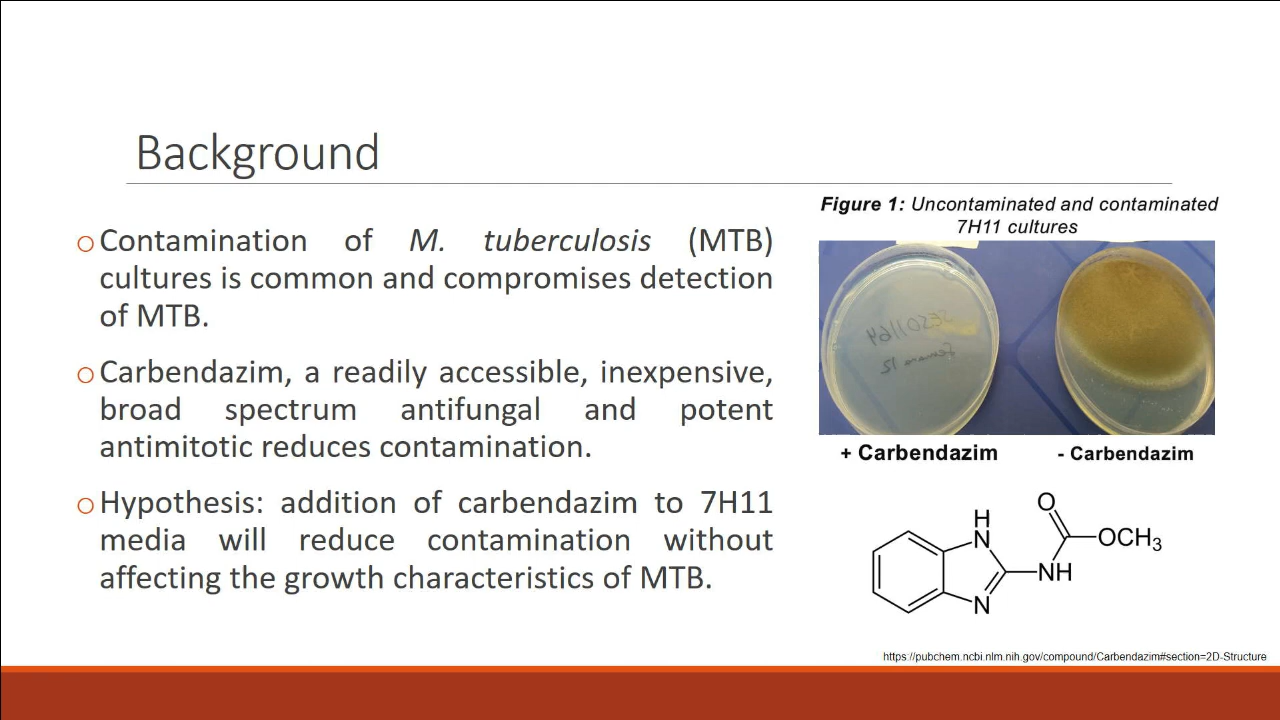 Background
Contamination of M. tuberculosis (MTB)
cultures is common and compromises detection
of MTB.
Carbendazim, a readily accessible, inexpensive,
broad spectrum antifungal and potent
antimitotic reduces contamination.
Hypothesis: addition of carbendazim to 7H11
media will reduce contamination without
affecting the growth characteristics of MTB.
Figure 1: Uncontaminated and contaminated
7H11 cultures
+ Carbendazim
- Carbendazim
H
N
N
NH
O
OCH3
https://pubchem.ncbi.nlm.nih.gov/compound/Carbendazim#section=2D-Structure